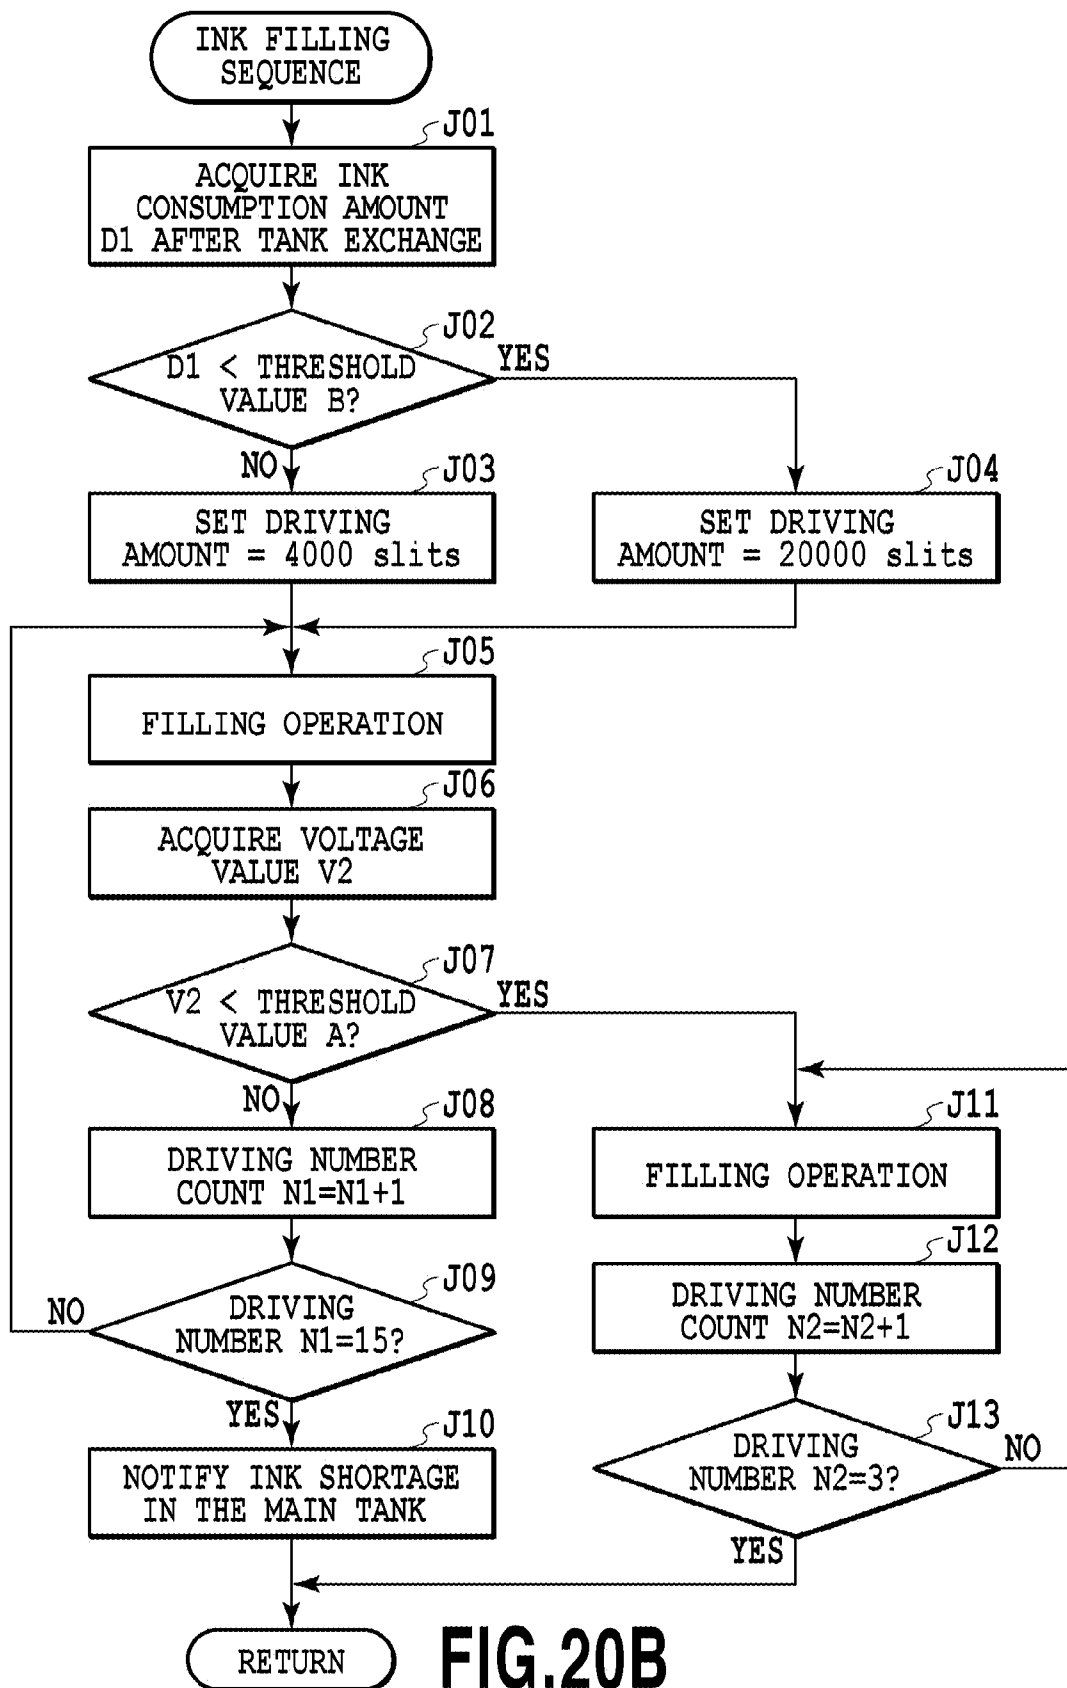 INK FILLING
SEQUENCE
J01
ACQUIRE INK
CONSUMPTION AMOUNT
D1 AFTER TANK EXCHANGE
J02
D1 < THRESHOLD
VALUE B?
YES
NO
J03
SET DRIVING
AMOUNT = 4000 slits
J04
SET DRIVING
AMOUNT = 20000 slits
J05
FILLING OPERATION
J06
ACQUIRE VOLTAGE
VALUE V2
J07
V2 < THRESHOLD
VALUE A?
YES
NO
J08
DRIVING NUMBER
COUNT N1=N1+1
J09
DRIVING
NUMBER N1=15?
NO
YES
J10
NOTIFY INK SHORTAGE
IN THE MAIN TANK
J11
FILLING OPERATION
J12
DRIVING NUMBER
COUNT N2=N2+1
J13
DRIVING
NUMBER N2=3?
NO
YES
RETURN
FIG.20B